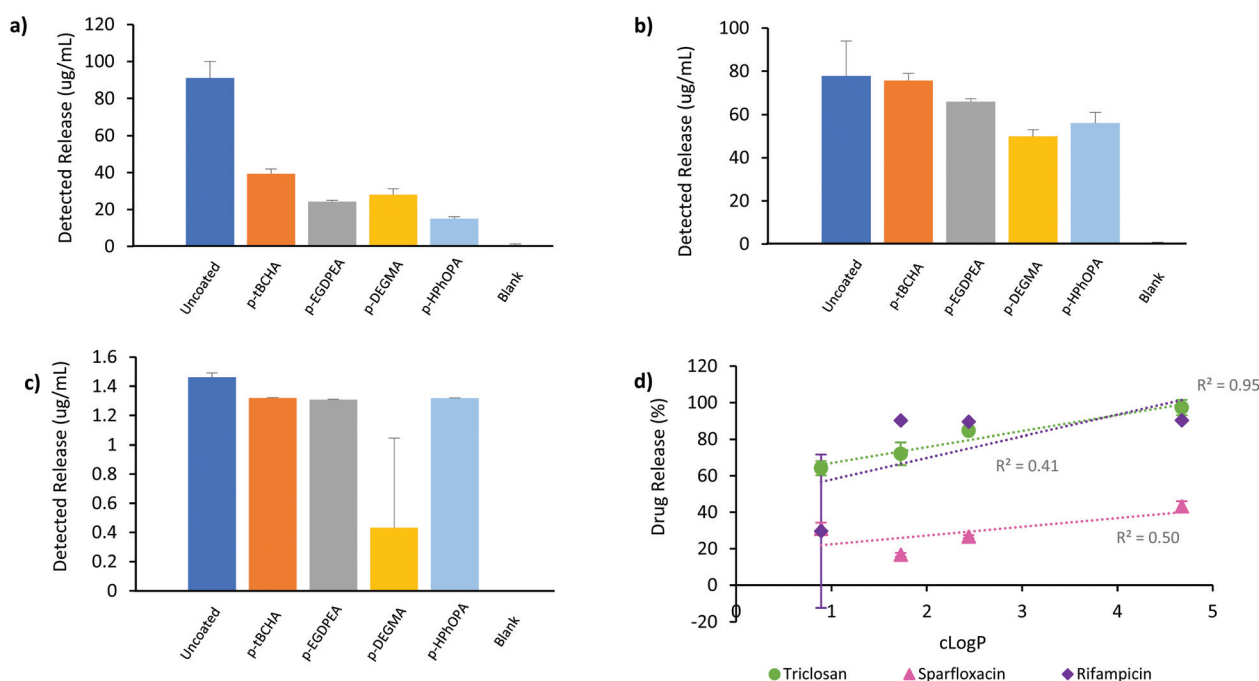 a)
Detected Release (ug/mL)
120
100
80
60
40
20
0
Uncoated
p-tBCHA
p-EGDPEA
p-DEGMA
p-HPhOPA
Blank
b)
Detected Release (ug/mL)
100
80
60
40
20
0
Uncoated
p-tBCHA
p-EGDPEA
p-DEGMA
p-HPhOPA
Blank
c)
Detected Release (ug/mL)
1.6
1.4
1.2
1
0.8
0.6
0.4
0.2
0
Uncoated
p-tBCHA
p-EGDPEA
p-DEGMA
p-HPhOPA
Blank
d)
Drug Release (%)
120
100
80
60
40
20
0
-20
0 1 2 3 4 5
R² = 0.95
R² = 0.41
R² = 0.50
cLogP
Triclosan Sparfloxacin Rifampicin